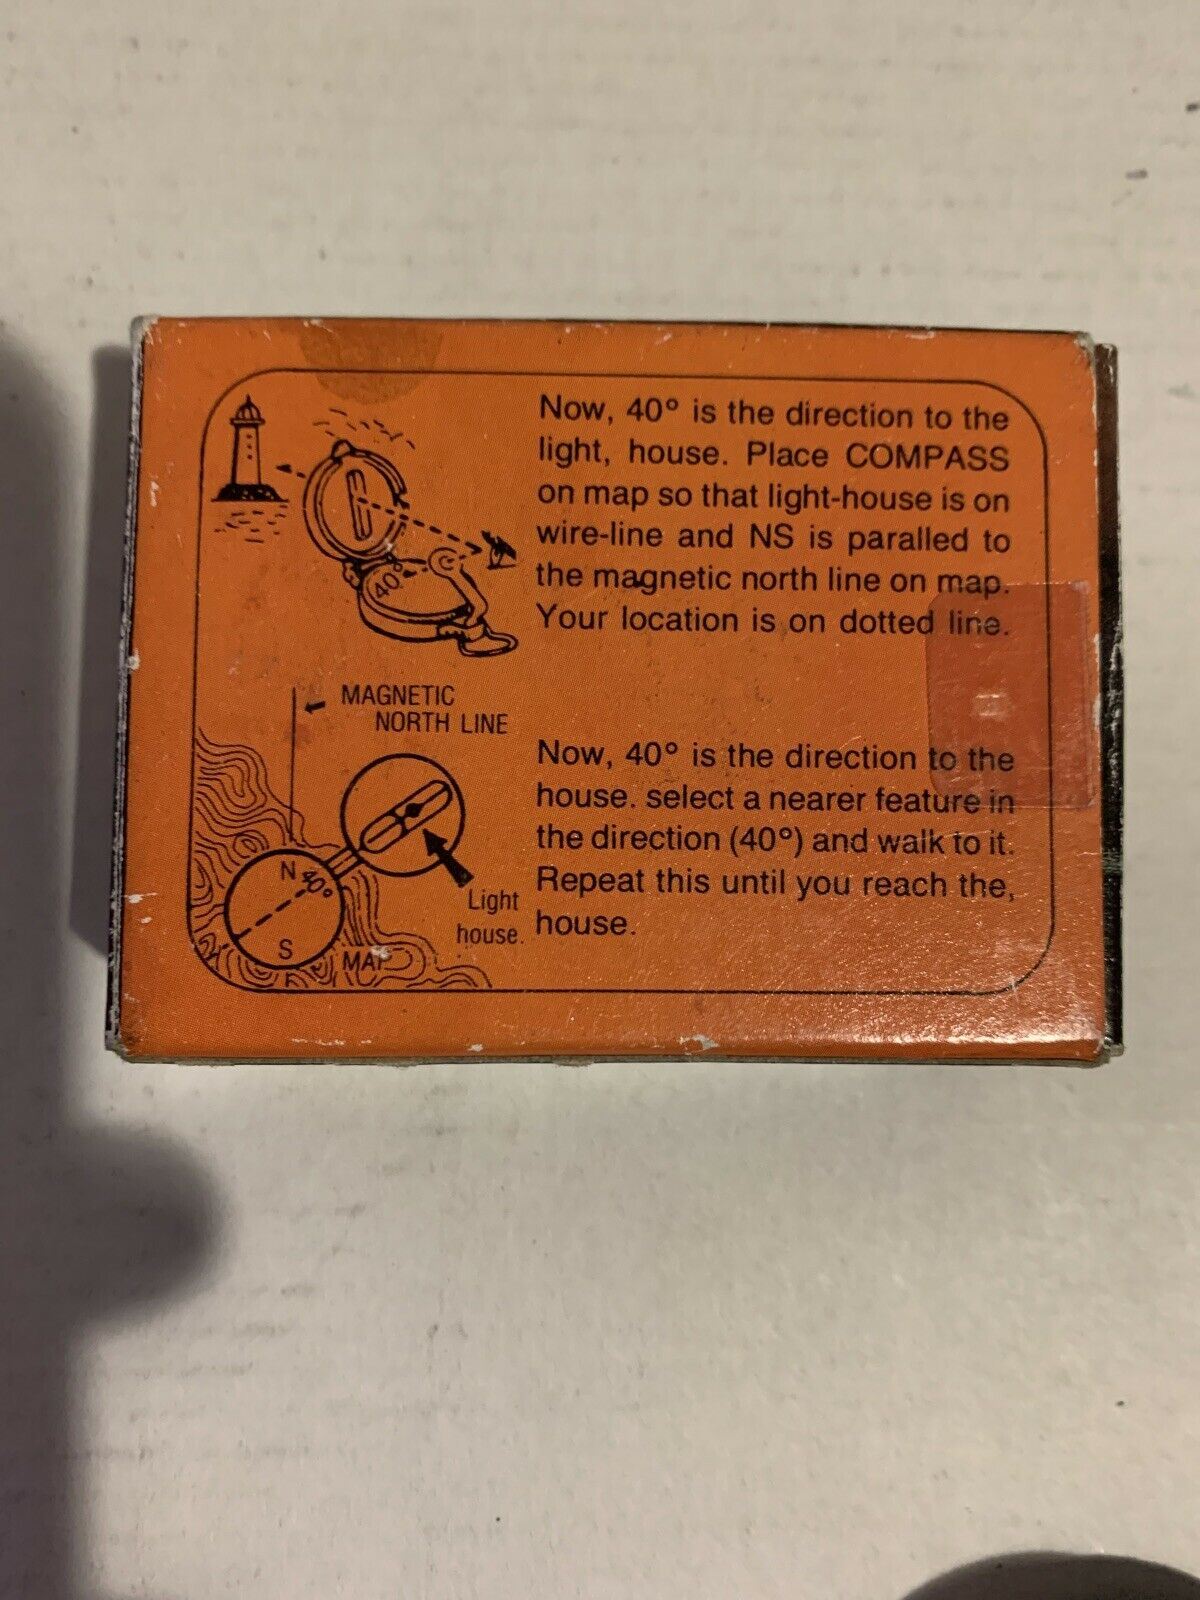 Now, 40° is the direction to the
light, house. Place COMPASS
on map so that light-house is on
wire-line and NS is paralled to
the magnetic north line on map.
Your location is on dotted line.
40°
MAGNETIC
NORTH LINE
Now, 40° is the direction to the
house. select a nearer feature in
the direction (40°) and walk to it.
Repeat this until you reach the,
house.
N 40°
S
MAP
Light
house.